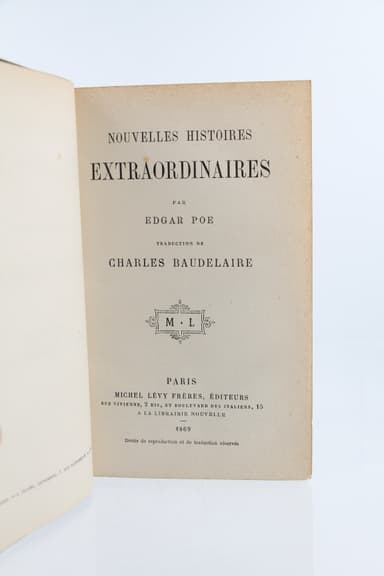 NOUVELLES HISTOIRES
EXTRAORDINAIRES
PAR
EDGAR POE
TRADUCTION DE
CHARLES BAUDELAIRE
M · L
PARIS
MICHEL LÉVY FRÈRES, ÉDITEURS
RUE VIVIENNE, 2 BIS, ET BOULEVARD DES ITALIENS, 15
A LA LIBRAIRIE NOUVELLE
1869
Droits de reproduction et de traduction réservés